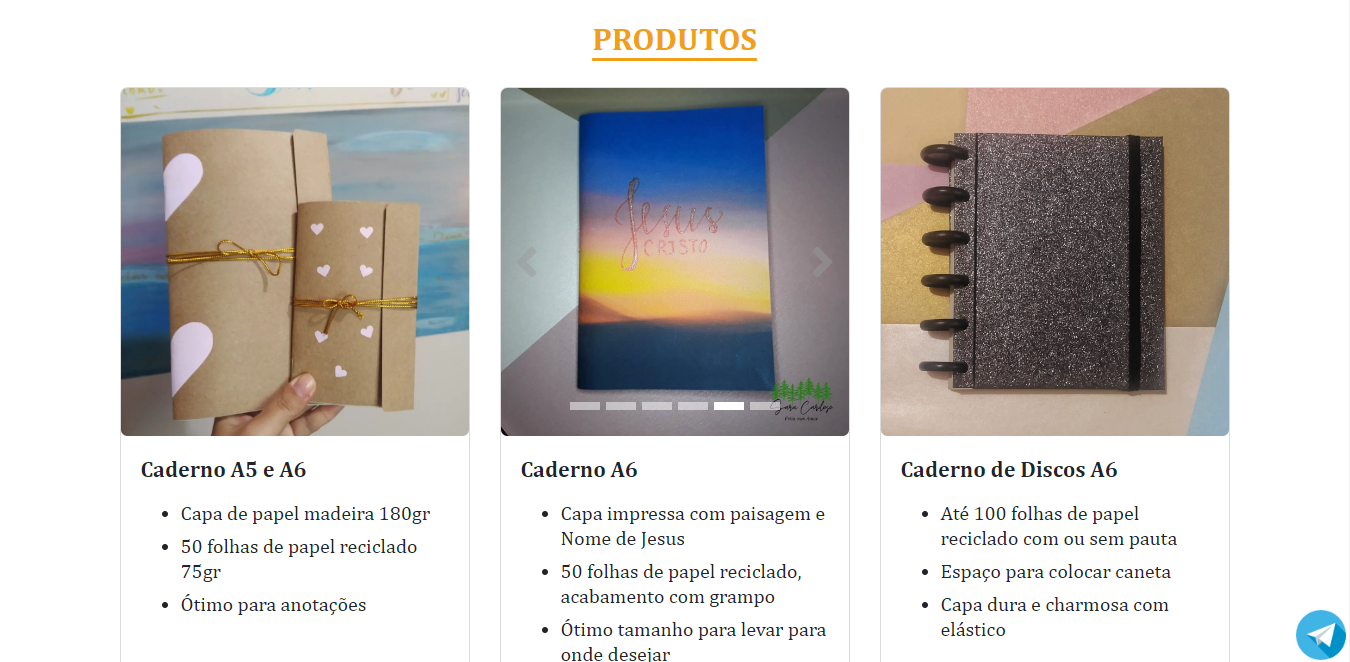 PRODUTOS
Jesus
CRISTO
Caderno A5 e A6
Capa de papel madeira 180gr
50 folhas de papel reciclado
75gr
Ótimo para anotações
Caderno A6
Capa impressa com paisagem e
Nome de Jesus
50 folhas de papel reciclado,
acabamento com grampo
Ótimo tamanho para levar para
onde desejar
Caderno de Discos A6
Até 100 folhas de papel
reciclado com ou sem pauta
Espaço para colocar caneta
Capa dura e charmosa com
elástico